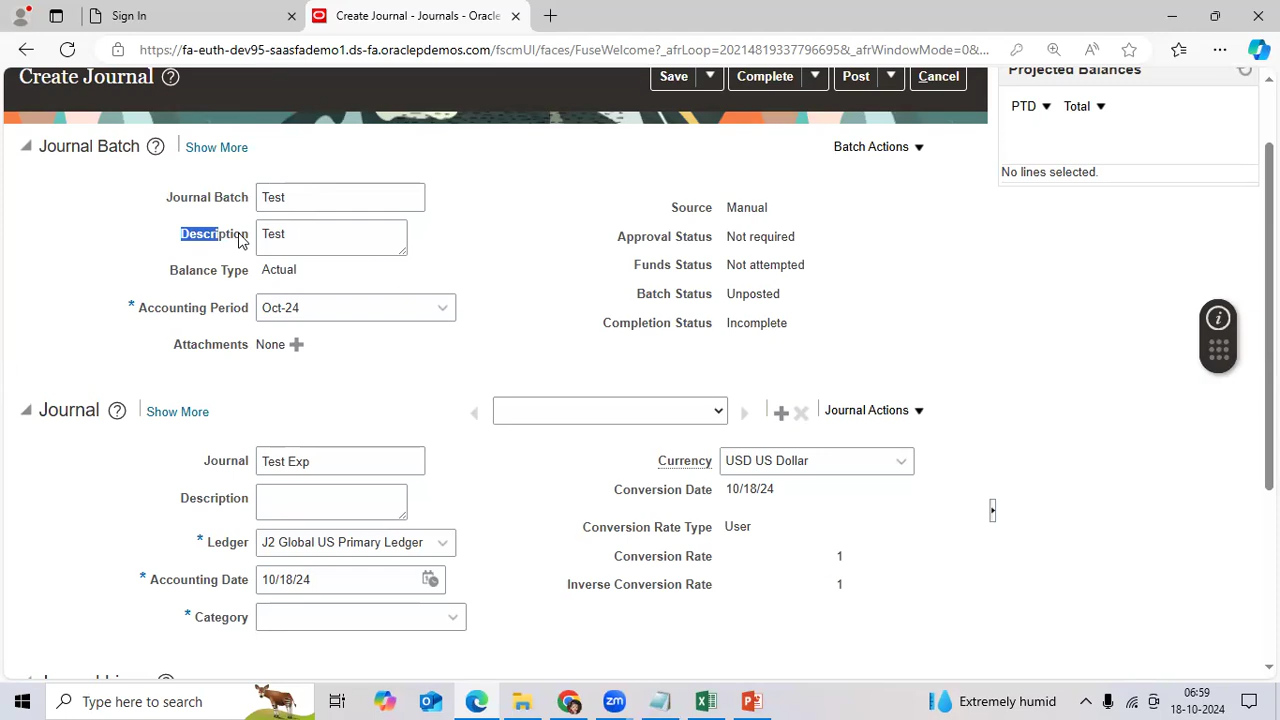 Sign In
Create Journal - Journals - Oracle
https://fa-euth-dev95-saasfademo1.ds-fa.oraclepdemos.com/fscmUI/faces/FuseWelcome?_afrLoop=20214819337796695&_afrWindowMode=0&...
Create Journal
Save
Complete
Post
Cancel
Projected Balances
PTD
Total
No lines selected.
Journal Batch
Show More
Batch Actions
Journal Batch
Test
Description
Test
Balance Type
Actual
* Accounting Period
Oct-24
Attachments
None
Source
Manual
Approval Status
Not required
Funds Status
Not attempted
Batch Status
Unposted
Completion Status
Incomplete
Journal
Show More
Journal Actions
Journal
Test Exp
Description
* Ledger
J2 Global US Primary Ledger
* Accounting Date
10/18/24
* Category
Currency
USD US Dollar
Conversion Date
10/18/24
Conversion Rate Type
User
Conversion Rate
1
Inverse Conversion Rate
1
Type here to search
Extremely humid
06:59
18-10-2024